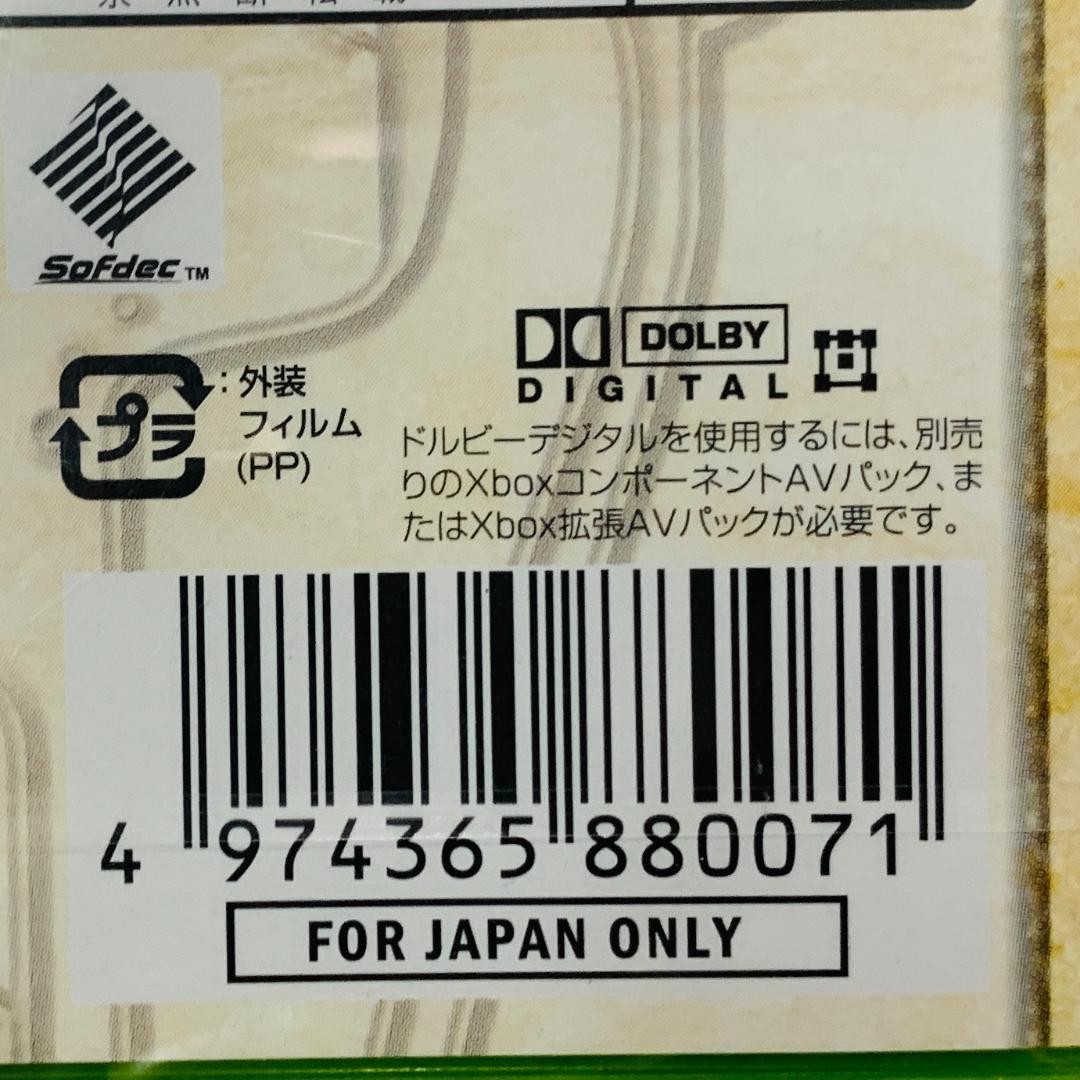 Sofdec TM
プラ
: 外装
フィルム
(PP)
DOLBY
DIGITAL
ドルビーデジタルを使用するには、別売
りのXboxコンポーネントAVパック、ま
たはXbox拡張AVパックが必要です。
4 974365 880071
FOR JAPAN ONLY